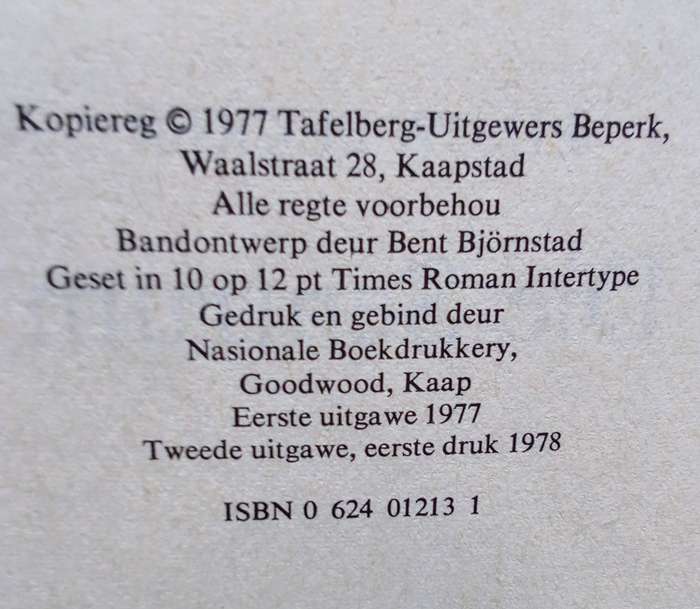 Kopiereg © 1977 Tafelberg-Uitgewers Beperk,
Waalstraat 28, Kaapstad
Alle regte voorbehou
Bandontwerp deur Bent Björnstad
Geset in 10 op 12 pt Times Roman Intertype
Gedruk en gebind deur
Nasionale Boekdrukkery,
Goodwood, Kaap
Eerste uitgawe 1977
Tweede uitgawe, eerste druk 1978
ISBN 0 624 01213 1